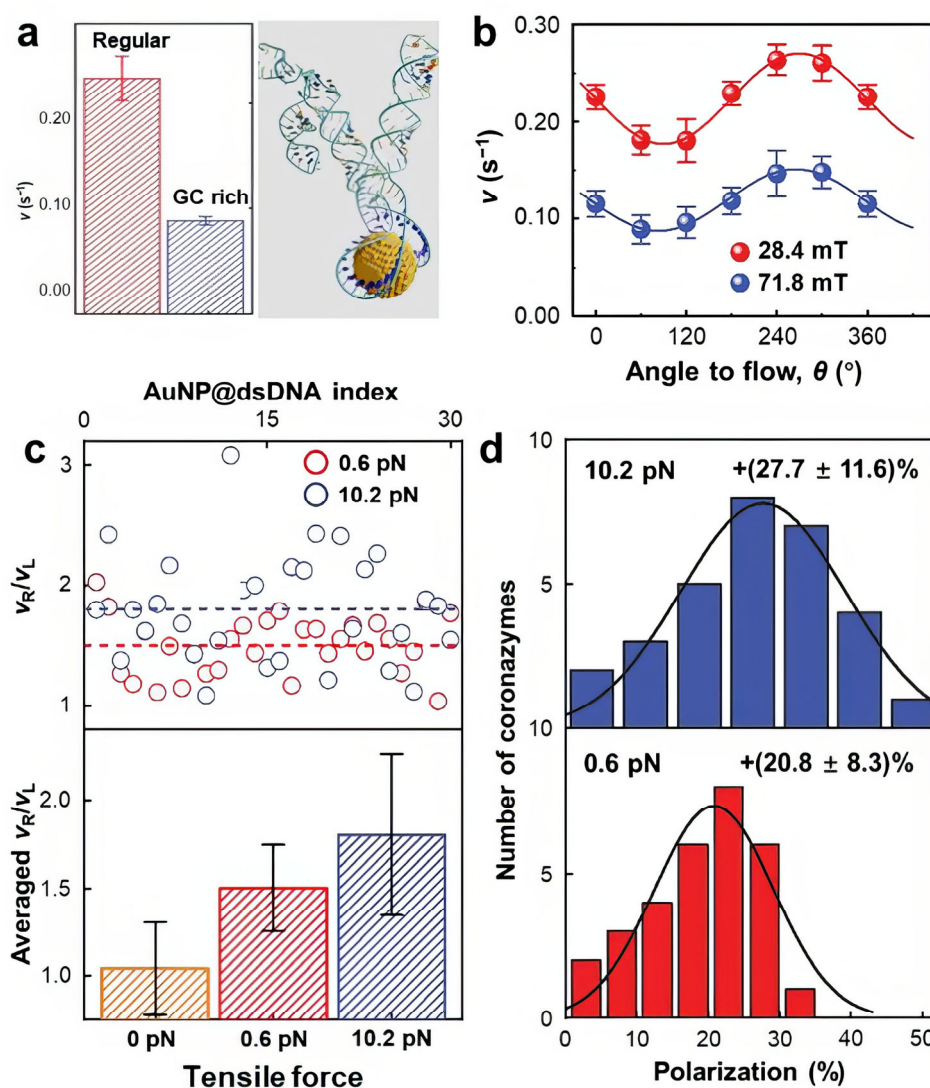 a
Regular
GC rich
v (s⁻¹)
0.20
0.10
0.00
b
0.30
0.20
0.10
0.00
v (s⁻¹)
28.4 mT
71.8 mT
0 120 240 360
Angle to flow, θ (°)
AuNP@dsDNA index
0 15 30
c
0.6 pN
10.2 pN
3
2
1
vR/vL
2.0
1.5
1.0
Averaged vR/vL
0 pN 0.6 pN 10.2 pN
Tensile force
d
10
5
10.2 pN
+(27.7 ± 11.6)%
10
5
0
0.6 pN
+(20.8 ± 8.3)%
Number of coronazymes
0 10 20 30 40 50
Polarization (%)